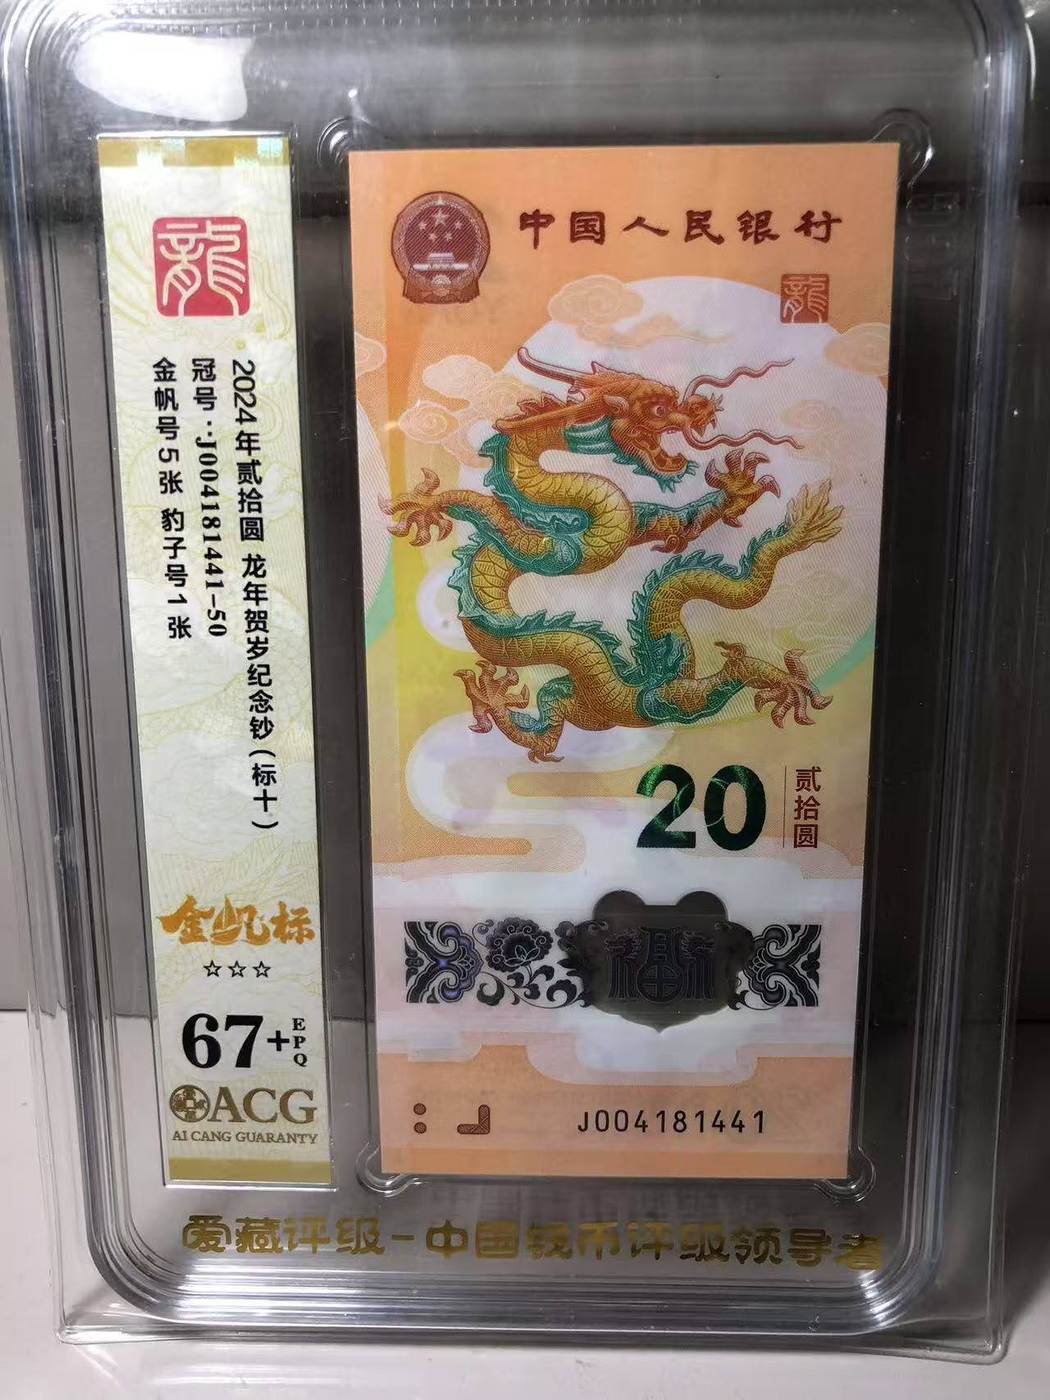 龍
2024年贰拾圆 龙年贺岁纪念钞(标十)
冠号:J004181441-50
金帆号5张 豹子号1张
金帆标
☆☆☆
67+EPQ
ACG
AI CANG GUARANTY
中国人民银行
龍
20
贰拾圆
福
J004181441
爱藏评级-中国钱币评级领导者